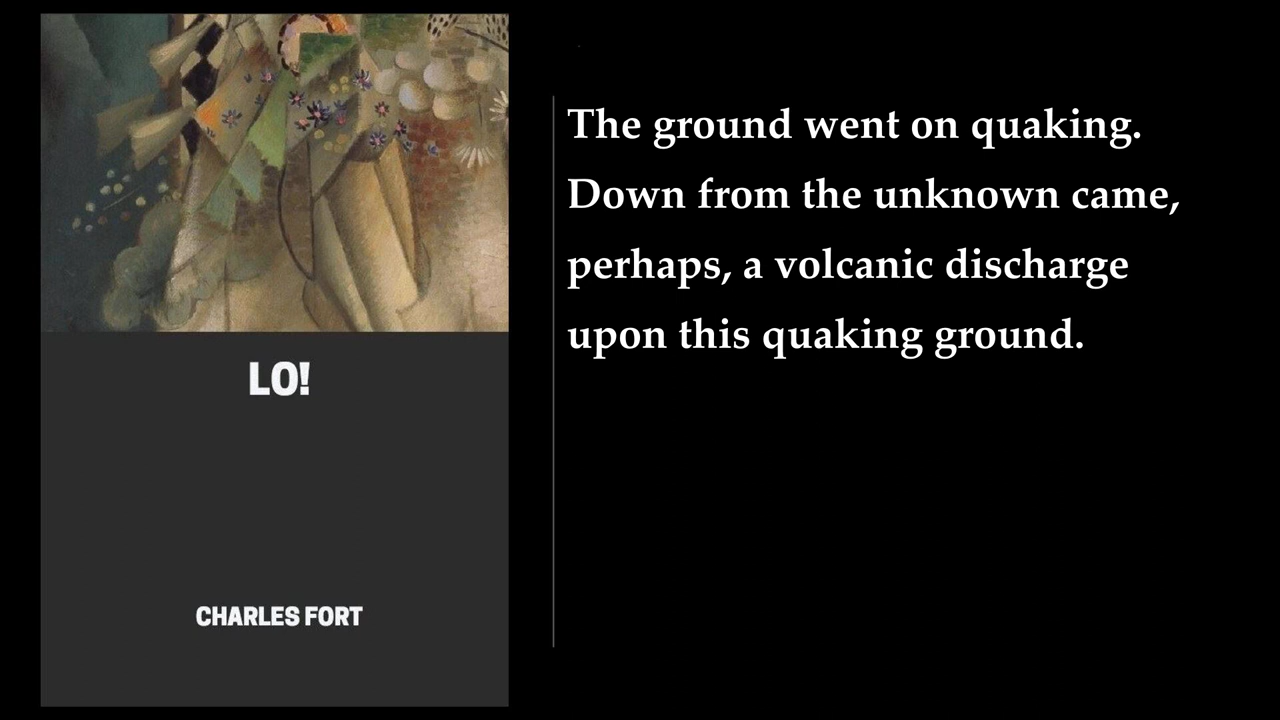 LO!
CHARLES FORT
The ground went on quaking.
Down from the unknown came,
perhaps, a volcanic discharge
upon this quaking ground.